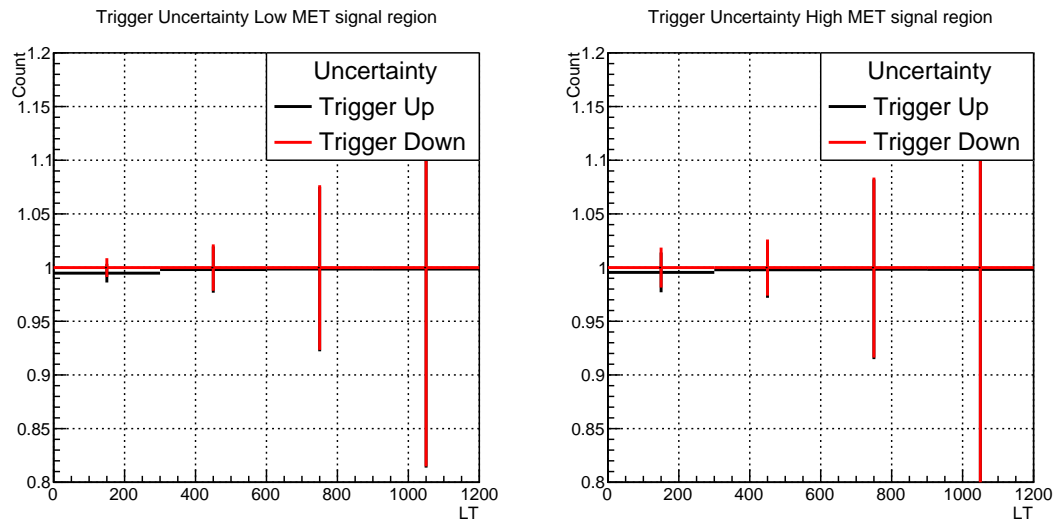 Trigger Uncertainty Low MET signal region
Count
1.2
1.15
1.1
1.05
1
0.95
0.9
0.85
0.8
0
200
400
600
800
1000
1200
LT
Uncertainty
Trigger Up
Trigger Down
Trigger Uncertainty High MET signal region
Count
1.2
1.15
1.1
1.05
1
0.95
0.9
0.85
0.8
0
200
400
600
800
1000
1200
LT
Uncertainty
Trigger Up
Trigger Down